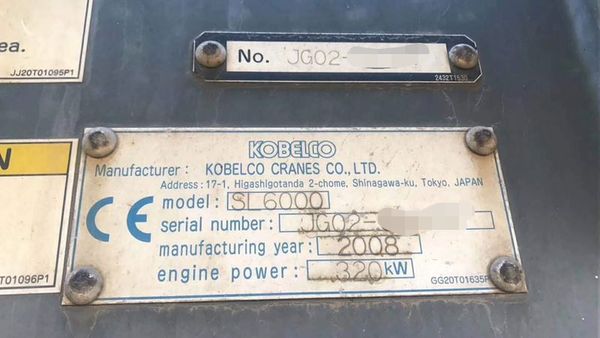 ea.
JJ20T01095P1
No. JG02-
2432T1530
N
KOBELCO
Manufacturer: KOBELCO CRANES CO., LTD.
Address: 17-1, Higashigotanda 2-chome, Shinagawa-ku, Tokyo, JAPAN
CE
model: SL6000
serial number: JG02-
manufacturing year: 2008
engine power: 320 kW
T01096P1
GG20T01635P